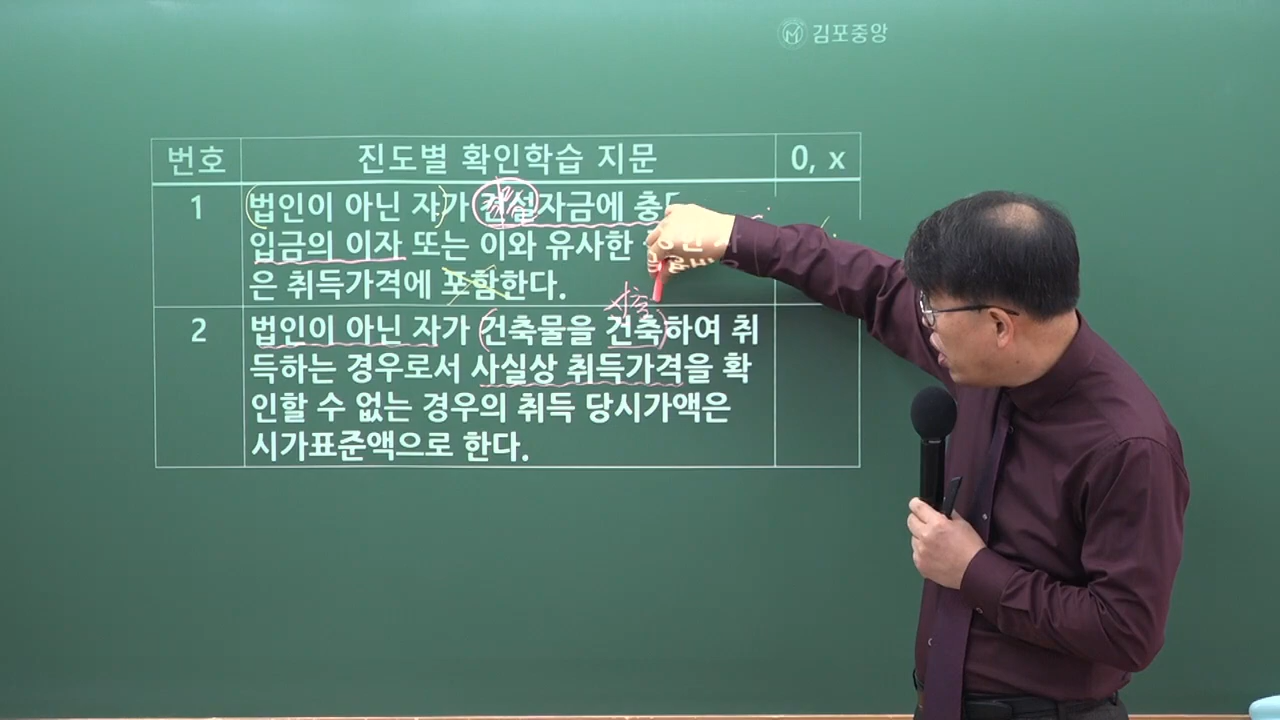 김포중앙
번호 진도별 확인학습 지문 O, x
1 법인이 아닌 자가 건설자금에
입금의 이자 또는 이와 유사한
은 취득가격에 포함한다.
2 법인이 아닌 자가 건축물을 건축하여 취
득하는 경우로서 사실상 취득가격을 확
인할 수 없는 경우의 취득 당시가액은
시가표준액으로 한다.